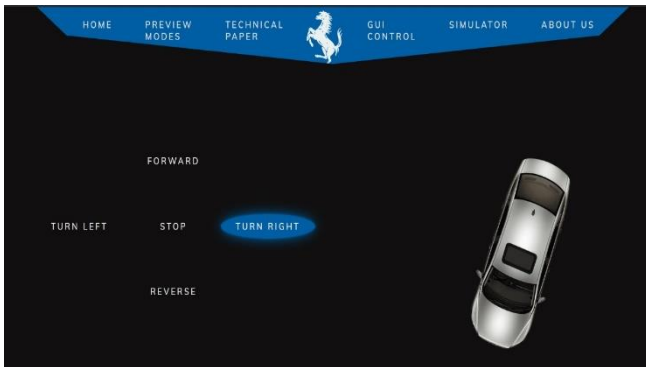 HOME
PREVIEW
MODES
TECHNICAL
PAPER
GUI
CONTROL
SIMULATOR
ABOUT US
FORWARD
TURN LEFT
STOP
TURN RIGHT
REVERSE